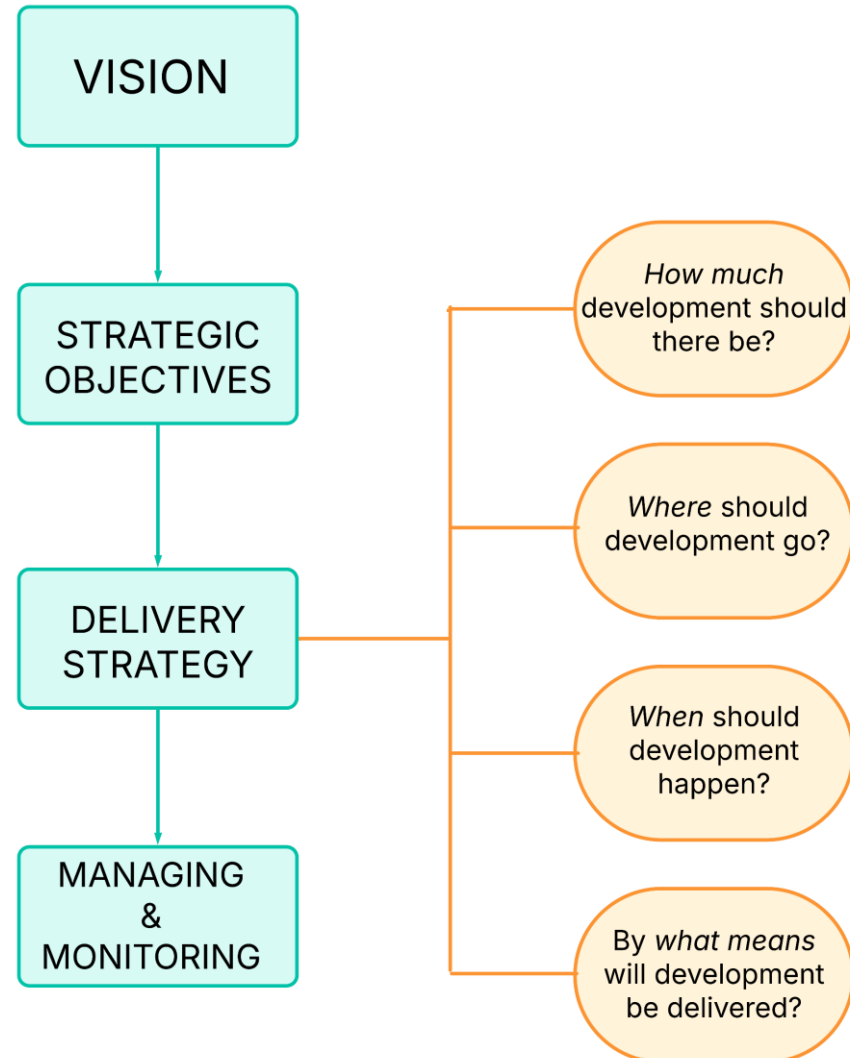 VISION
STRATEGIC
OBJECTIVES
DELIVERY
STRATEGY
MANAGING
&
MONITORING
How much
development should
there be?
Where should
development go?
When should
development
happen?
By what means
will development
be delivered?